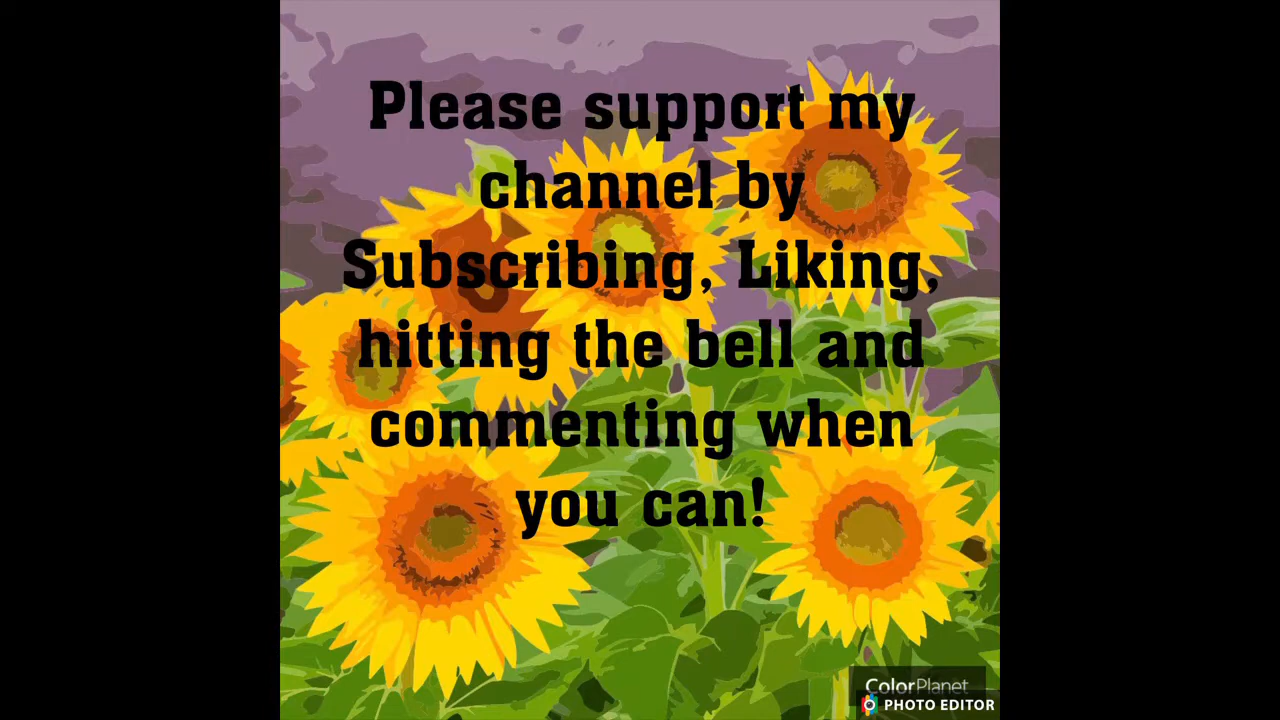 Please support my
channel by
Subscribing, Liking,
hitting the bell and
commenting when
you can!
ColorPlanet
PHOTO EDITOR